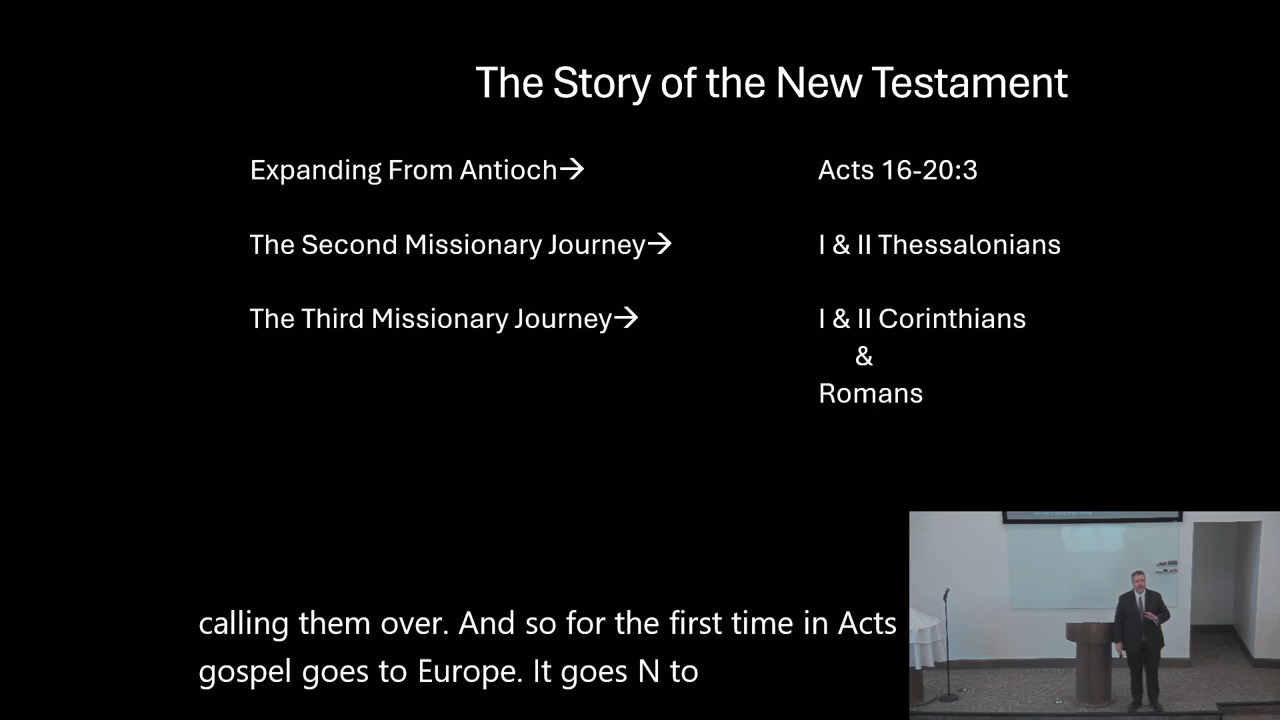 The Story of the New Testament
Expanding From Antioch→ Acts 16-20:3
The Second Missionary Journey→ I & II Thessalonians
The Third Missionary Journey→ I & II Corinthians
&
Romans
calling them over. And so for the first time in Acts
gospel goes to Europe. It goes N to